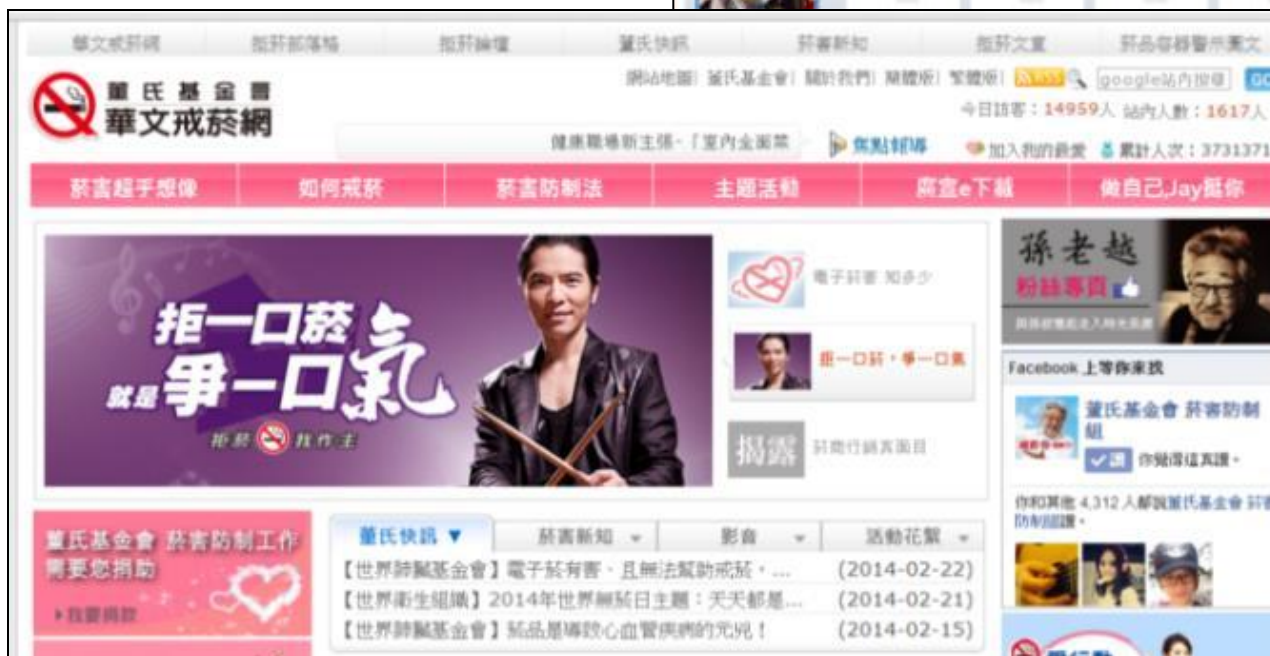 華文戒菸網 拒菸部落格 拒菸論壇 董氏快訊 菸害新知 拒菸文宣 菸品容器警示圖文
網站地圖| 董氏基金會| 關於我們| 簡體版| 繁體版| RSS google站內搜尋 GO
董氏基金會
華文戒菸網
今日訪客：14959人 站內人數：1617人
健康職場新主張-「室內全面禁 焦點報導 加入我的最愛 累計人次：3731371
菸害超乎想像 如何戒菸 菸害防制法 主題活動 廣宣e下載 做自己,Jay挺你
拒一口菸
就是爭一口氣
拒菸 我作主
電子菸害 知多少
拒一口菸，爭一口氣
揭露 菸商行銷真面目
孫老越
粉絲專頁
Facebook 上等你來找
董氏基金會 菸害防制組
讚 你覺得這真讚。
你和其他 4,312 人都說董氏基金會 菸害
防制組讚。
董氏基金會 菸害防制工作
需要您捐助
我要捐款
董氏快訊 ▼ 菸害新知 影音 活動花絮
【世界肺臟基金會】電子菸有害、且無法幫助戒菸，... (2014-02-22)
【世界衛生組織】2014年世界無菸日主題：天天都是... (2014-02-21)
【世界肺臟基金會】菸品是導致心血管疾病的元兇！ (2014-02-15)